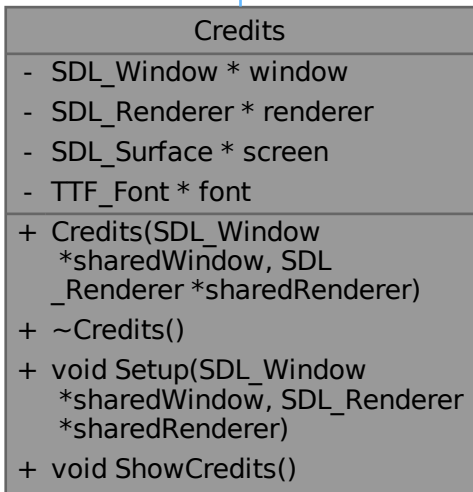 Credits
- SDL_Window * window
- SDL_Renderer * renderer
- SDL_Surface * screen
- TTF_Font * font
+ Credits(SDL_Window
*sharedWindow, SDL
_Renderer *sharedRenderer)
+ ~Credits()
+ void Setup(SDL_Window
*sharedWindow, SDL_Renderer
*sharedRenderer)
+ void ShowCredits()